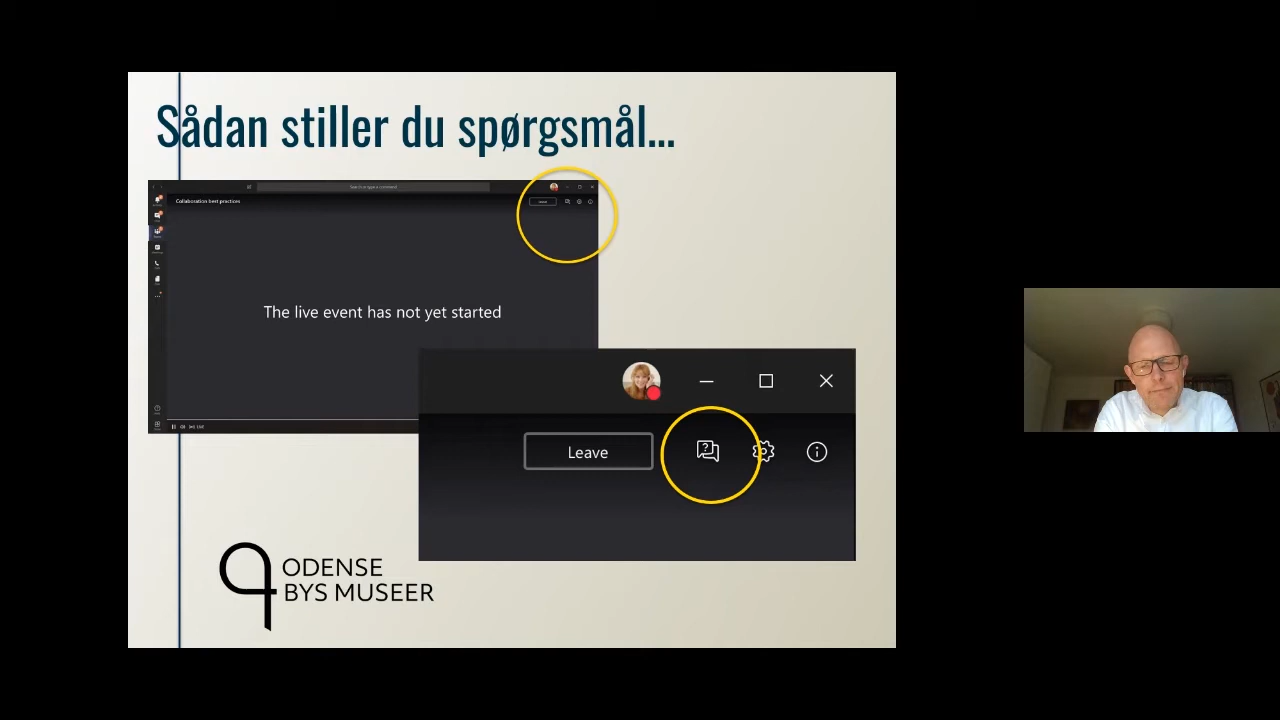 Sådan stiller du spørgsmål...
Collaboration best practices
The live event has not yet started
Leave
ODENSE
BYS MUSEER